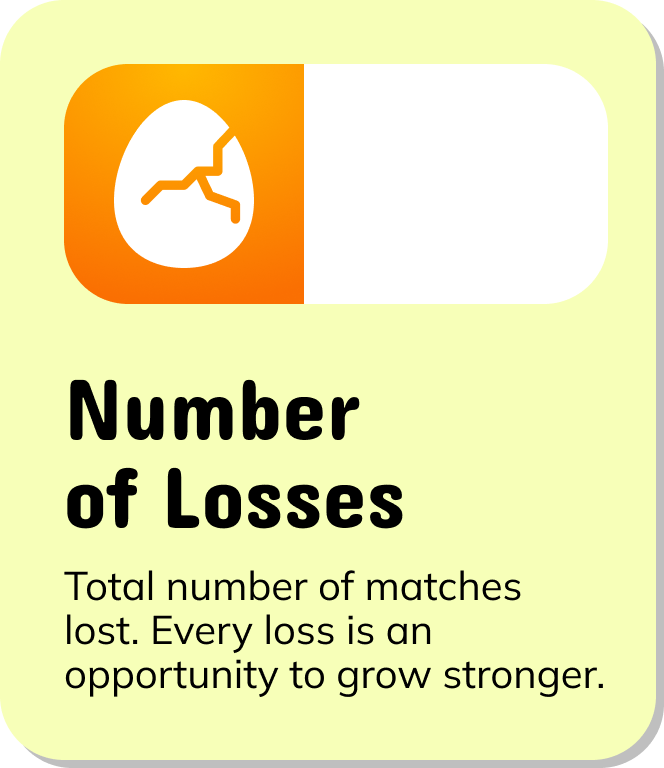 Number
of Losses
Total number of matches
lost. Every loss is an
opportunity to grow stronger.